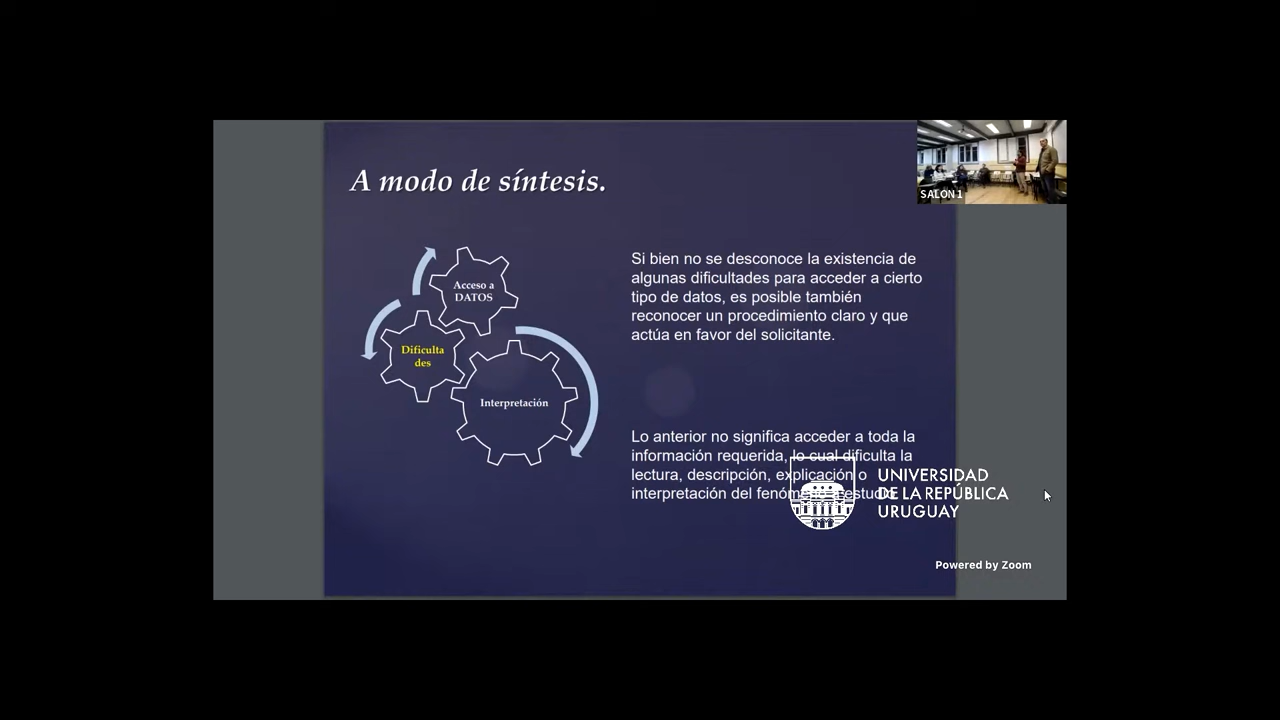 A modo de síntesis.
SALON 1
Acceso a
DATOS
Dificulta
des
Interpretación
Si bien no se desconoce la existencia de
algunas dificultades para acceder a cierto
tipo de datos, es posible también
reconocer un procedimiento claro y que
actúa en favor del solicitante.
Lo anterior no significa acceder a toda la
información requerida, lo cual dificulta la
lectura, descripción, explicación o
interpretación del fenómeno a estudio
UNIVERSIDAD
DE LA REPÚBLICA
URUGUAY
Powered by Zoom